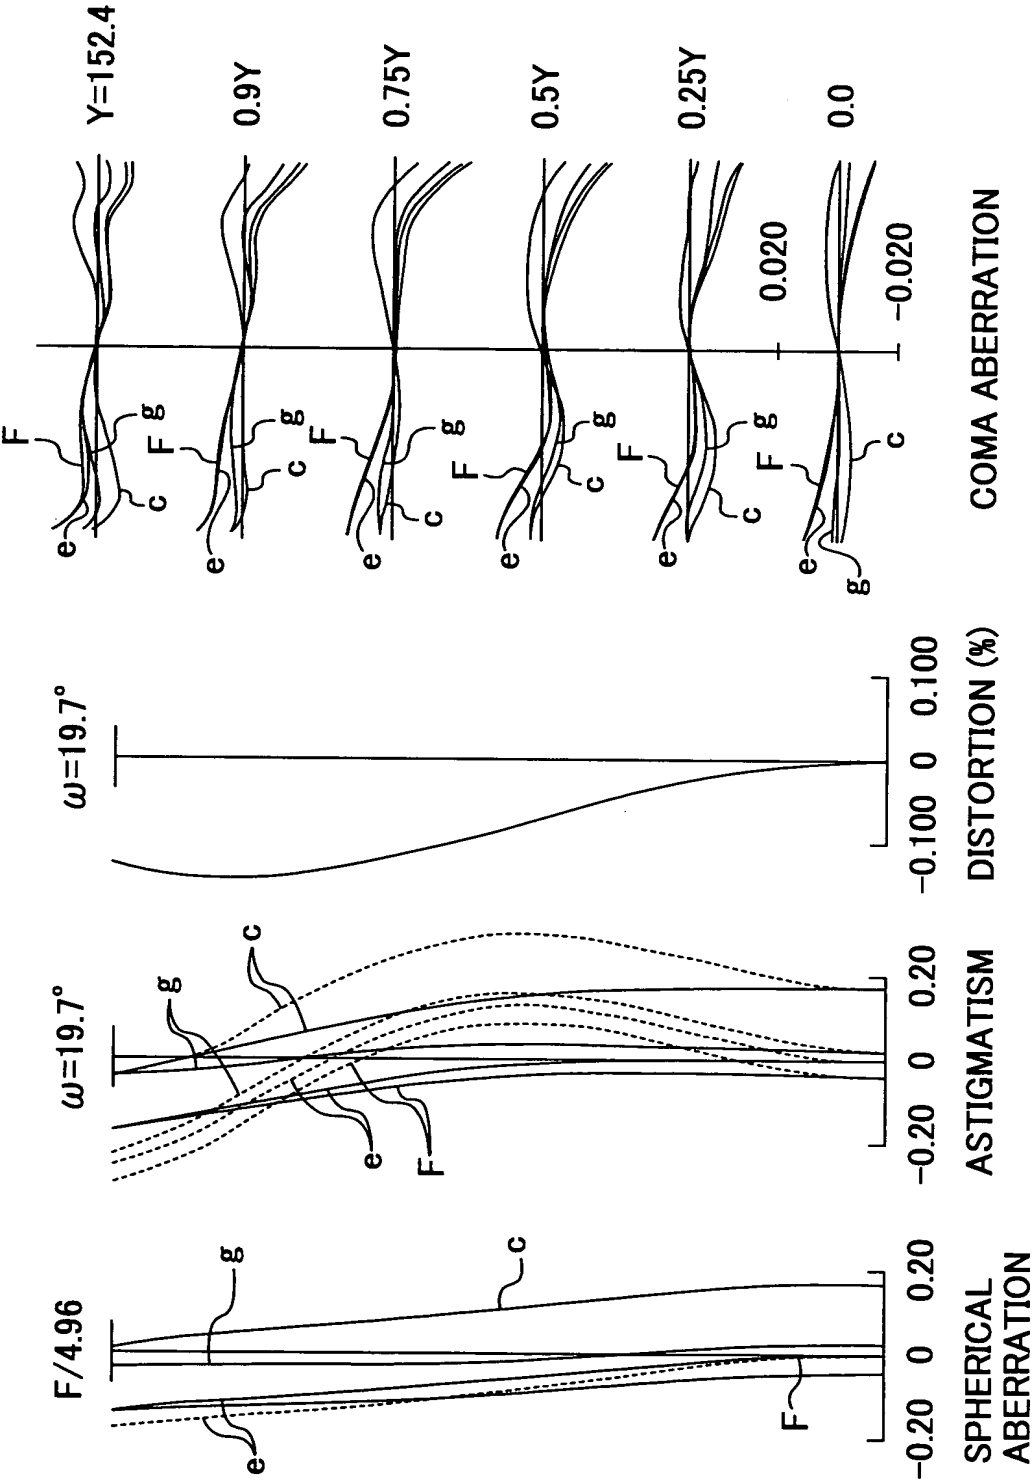 F/4.96
g
c
e
F
-0.20
0
0.20
SPHERICAL
ABERRATION
ω=19.7°
g
c
e
F
-0.20
0
0.20
ASTIGMATISM
ω=19.7°
-0.100
0
0.100
DISTORTION (%)
Y=152.4
F
g
e
c
0.9Y
F
g
e
c
0.75Y
F
g
e
c
0.5Y
F
g
e
c
0.25Y
F
g
e
c
0.0
F
e
g
c
0.020
-0.020
COMA ABERRATION